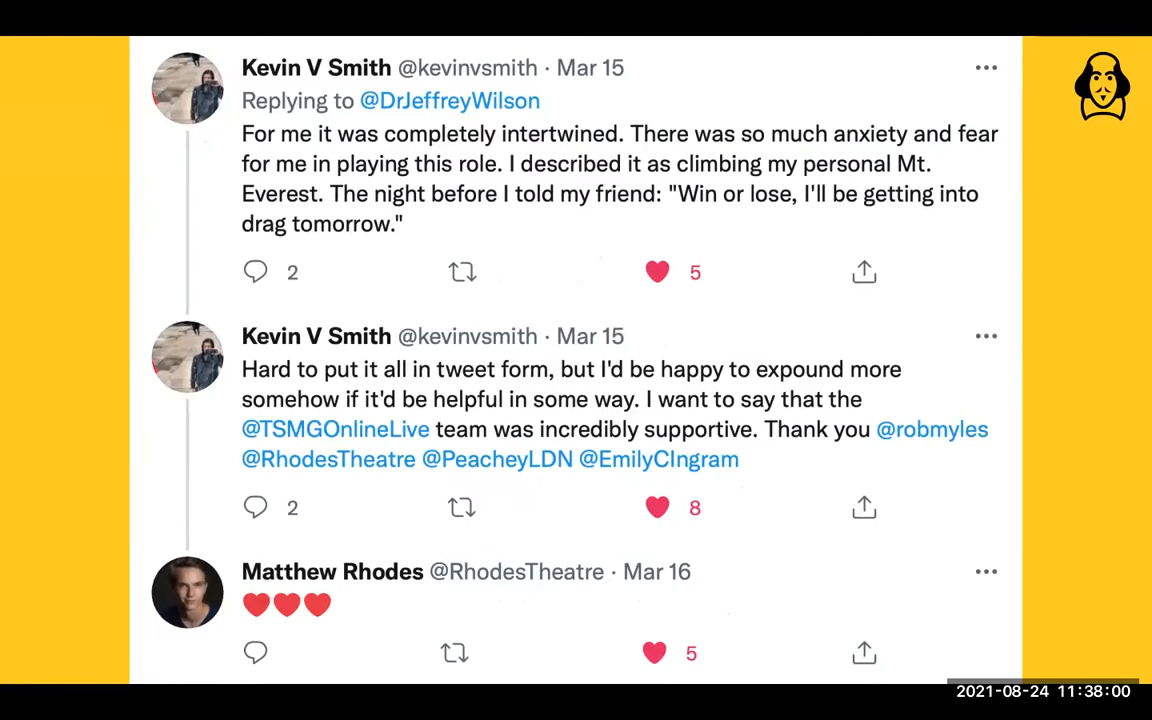 Kevin V Smith @kevinvsmith · Mar 15
Replying to @DrJeffreyWilson
For me it was completely intertwined. There was so much anxiety and fear
for me in playing this role. I described it as climbing my personal Mt.
Everest. The night before I told my friend: "Win or lose, I'll be getting into
drag tomorrow."
2 5
Kevin V Smith @kevinvsmith · Mar 15
Hard to put it all in tweet form, but I'd be happy to expound more
somehow if it'd be helpful in some way. I want to say that the
@TSMGOnlineLive team was incredibly supportive. Thank you @robmyles
@RhodesTheatre @PeacheyLDN @EmilyCIngram
2 8
Matthew Rhodes @RhodesTheatre · Mar 16
❤️❤️❤️
5
2021-08-24 11:38:00